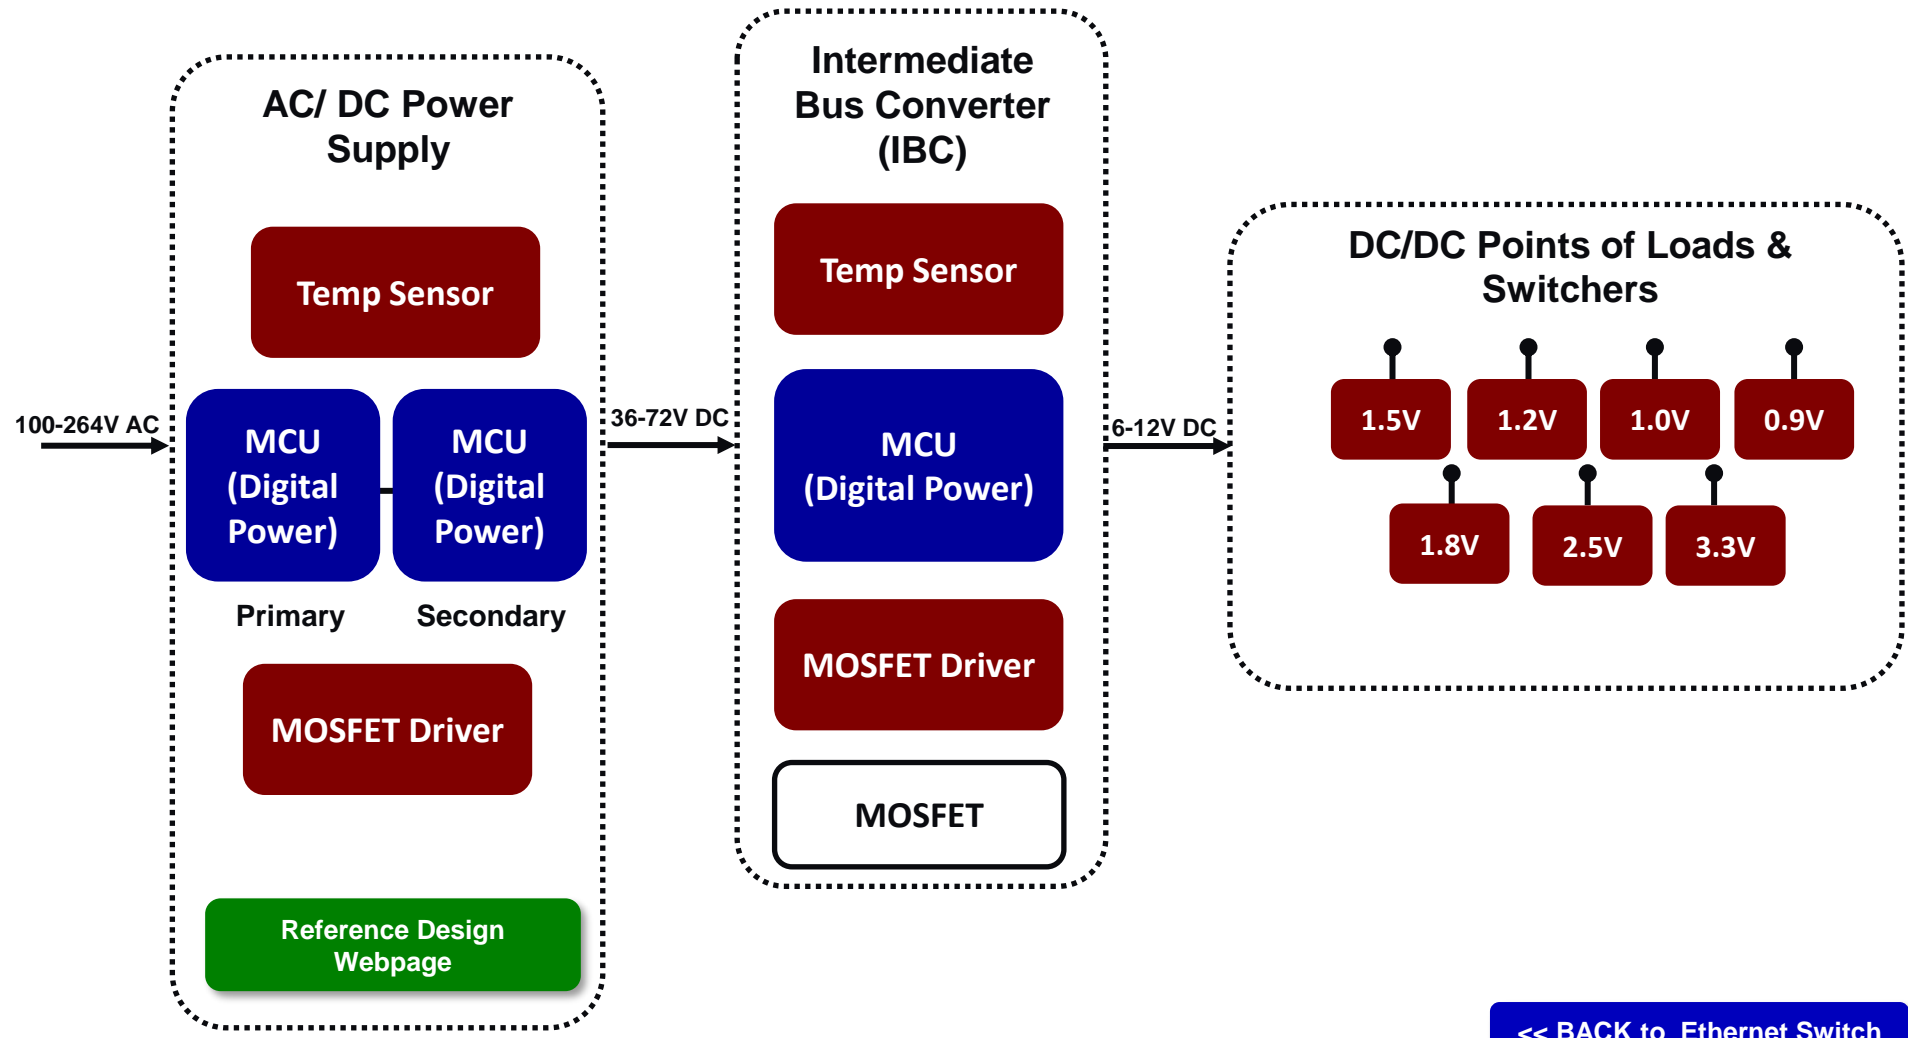 AC/ DC Power
Supply
Temp Sensor
100-264V AC
MCU
(Digital
Power)
MCU
(Digital
Power)
Primary
Secondary
MOSFET Driver
Reference Design
Webpage
36-72V DC
Intermediate
Bus Converter
(IBC)
Temp Sensor
MCU
(Digital Power)
MOSFET Driver
MOSFET
6-12V DC
DC/DC Points of Loads &
Switchers
1.5V
1.2V
1.0V
0.9V
1.8V
2.5V
3.3V
<< BACK to Ethernet Switch